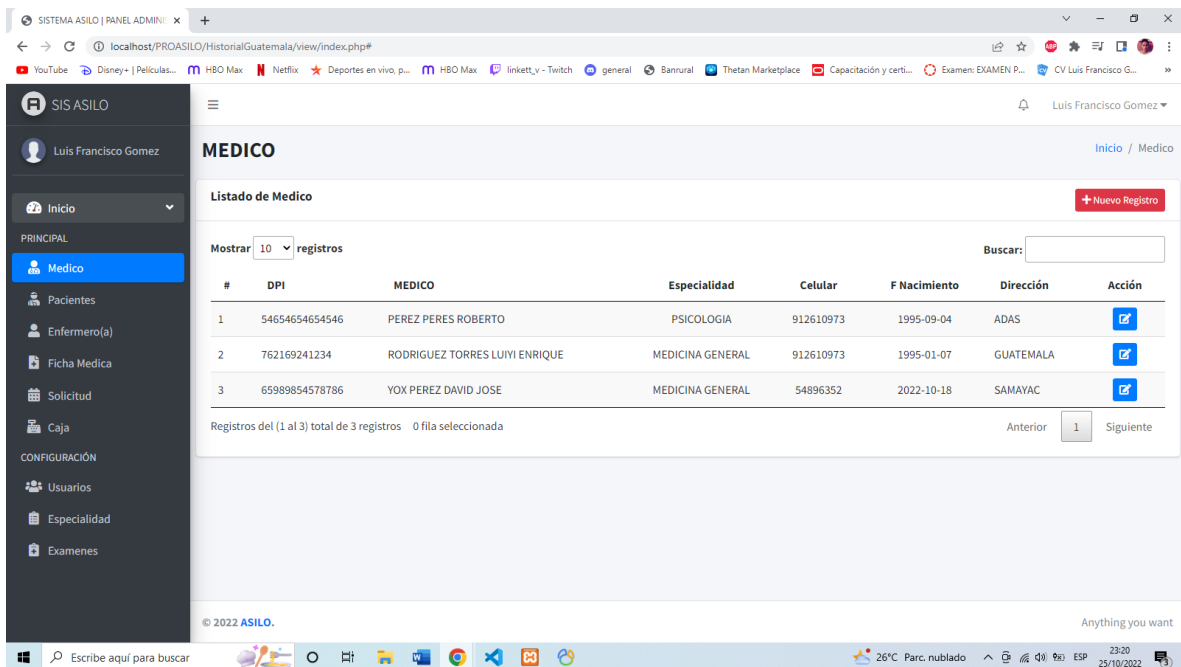 SISTEMA ASILO | PANEL ADMINI
localhost/PROASILO/HistorialGuatemala/view/index.php#
YouTube Disney+ | Películas... HBO Max Netflix Deportes en vivo, p... HBO Max linkett_v - Twitch general Banrural Thetan Marketplace Capacitación y certi... Examen: EXAMEN P... CV Luis Francisco G... »
SIS ASILO
Luis Francisco Gomez
Luis Francisco Gomez
MEDICO
Inicio / Medico
Inicio
PRINCIPAL
Medico
Pacientes
Enfermero(a)
Ficha Medica
Solicitud
Caja
CONFIGURACIÓN
Usuarios
Especialidad
Examenes
Listado de Medico
+ Nuevo Registro
Mostrar 10 registros
Buscar:
# DPI MEDICO Especialidad Celular F Nacimiento Dirección Acción
1 54654654654546 PEREZ PERES ROBERTO PSICOLOGIA 912610973 1995-09-04 ADAS
2 762169241234 RODRIGUEZ TORRES LUIYI ENRIQUE MEDICINA GENERAL 912610973 1995-01-07 GUATEMALA
3 65989854578786 YOX PEREZ DAVID JOSE MEDICINA GENERAL 54896352 2022-10-18 SAMAYAC
Registros del (1 al 3) total de 3 registros 0 fila seleccionada
Anterior 1 Siguiente
© 2022 ASILO.
Anything you want
Escribe aquí para buscar
26°C Parc. nublado
ESP
23:20
25/10/2022